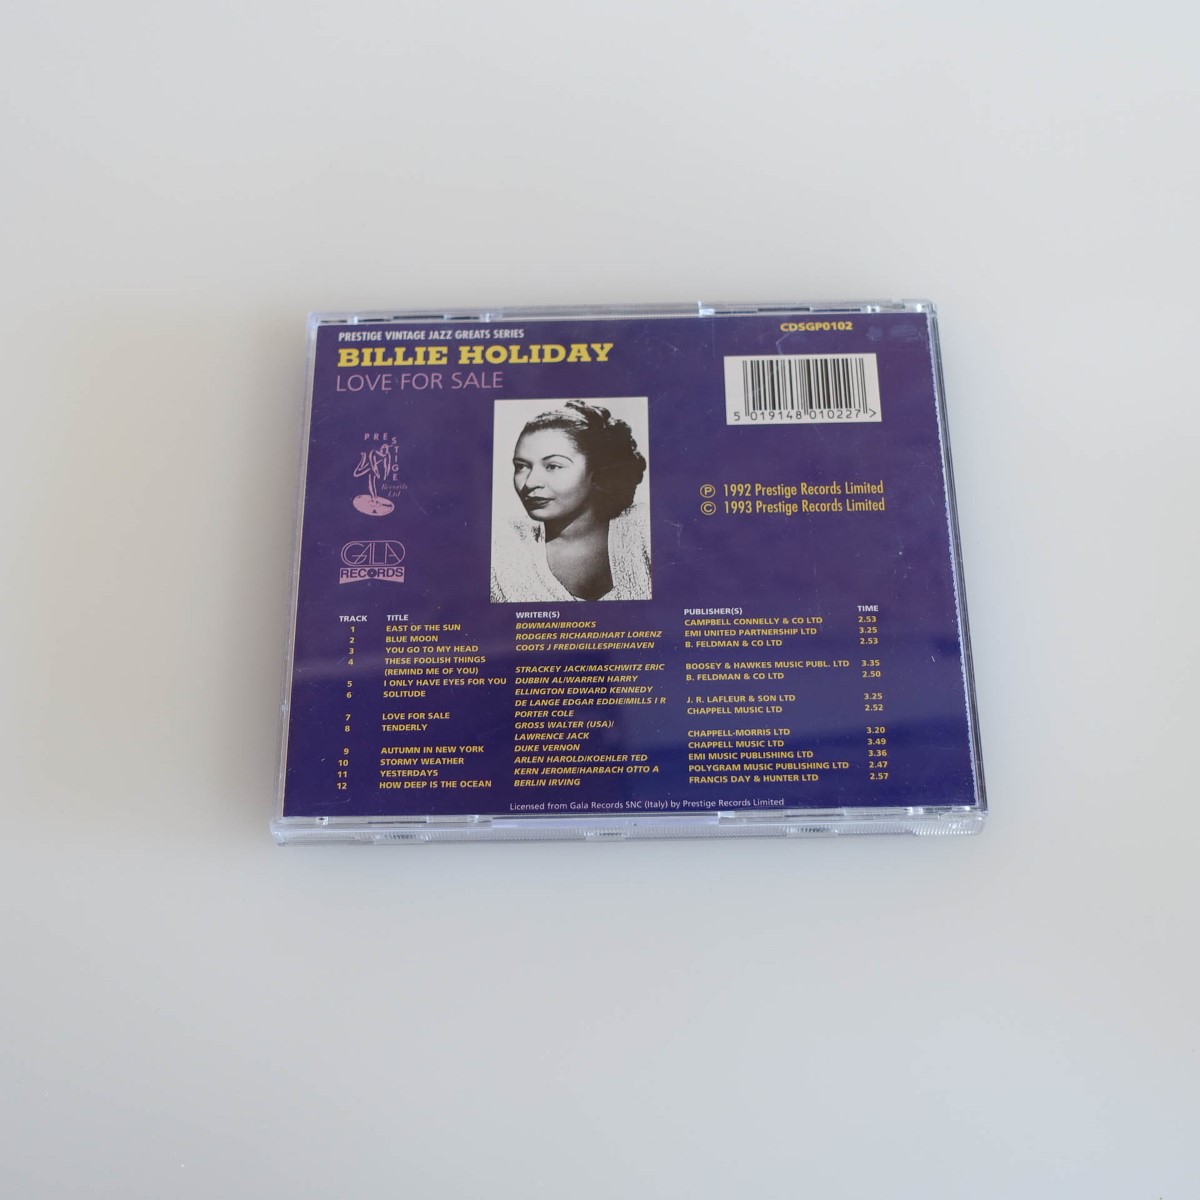 PRESTIGE VINTAGE JAZZ GREATS SERIES
BILLIE HOLIDAY
LOVE FOR SALE
CDSGP0102
5 019148 010227 >
PRESTIGE
Records
Ltd
GALA
RECORDS
Ⓟ 1992 Prestige Records Limited
© 1993 Prestige Records Limited
TRACK TITLE WRITER(S) PUBLISHER(S) TIME
1 EAST OF THE SUN BOWMAN/BROOKS CAMPBELL CONNELLY & CO LTD 2.53
2 BLUE MOON RODGERS RICHARD/HART LORENZ EMI UNITED PARTNERSHIP LTD 3.25
3 YOU GO TO MY HEAD COOTS J FRED/GILLESPIE/HAVEN B. FELDMAN & CO LTD 2.53
4 THESE FOOLISH THINGS
(REMIND ME OF YOU) STRACKEY JACK/MASCHWITZ ERIC BOOSEY & HAWKES MUSIC PUBL. LTD 3.35
5 I ONLY HAVE EYES FOR YOU DUBBIN AL/WARREN HARRY B. FELDMAN & CO LTD 2.50
6 SOLITUDE ELLINGTON EDWARD KENNEDY
DE LANGE EDGAR EDDIE/MILLS I R J. R. LAFLEUR & SON LTD 3.25
7 LOVE FOR SALE PORTER COLE CHAPPELL MUSIC LTD 2.52
8 TENDERLY GROSS WALTER (USA)/
LAWRENCE JACK CHAPPELL-MORRIS LTD 3.20
9 AUTUMN IN NEW YORK DUKE VERNON CHAPPELL MUSIC LTD 3.49
10 STORMY WEATHER ARLEN HAROLD/KOEHLER TED EMI MUSIC PUBLISHING LTD 3.36
11 YESTERDAYS KERN JEROME/HARBACH OTTO A POLYGRAM MUSIC PUBLISHING LTD 2.47
12 HOW DEEP IS THE OCEAN BERLIN IRVING FRANCIS DAY & HUNTER LTD 2.57
Licensed from Gala Records SNC (Italy) by Prestige Records Limited